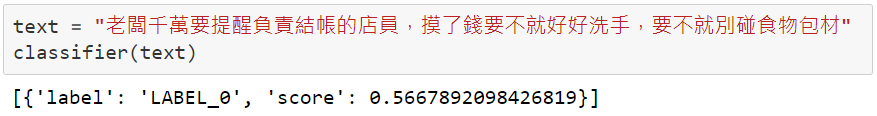 text = "老闆千萬要提醒負責結帳的店員，摸了錢要不就好好洗手，要不就別碰食物包材"
classifier(text)
[{'label': 'LABEL_0', 'score': 0.5667892098426819}]